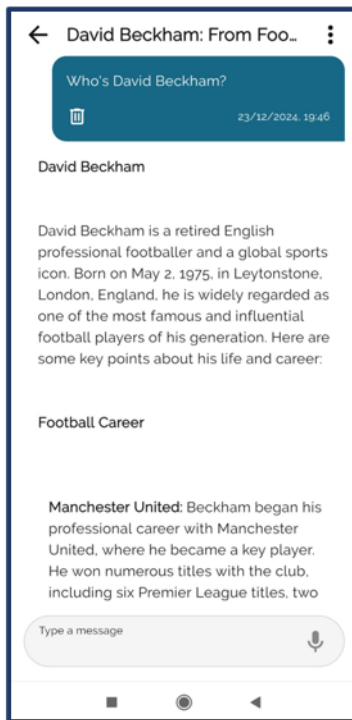 David Beckham: From Foo...
Who's David Beckham?
23/12/2024, 19:46
David Beckham
David Beckham is a retired English
professional footballer and a global sports
icon. Born on May 2, 1975, in Leytonstone,
London, England, he is widely regarded as
one of the most famous and influential
football players of his generation. Here are
some key points about his life and career:
Football Career
Manchester United: Beckham began his
professional career with Manchester
United, where he became a key player.
He won numerous titles with the club,
including six Premier League titles, two
Type a message